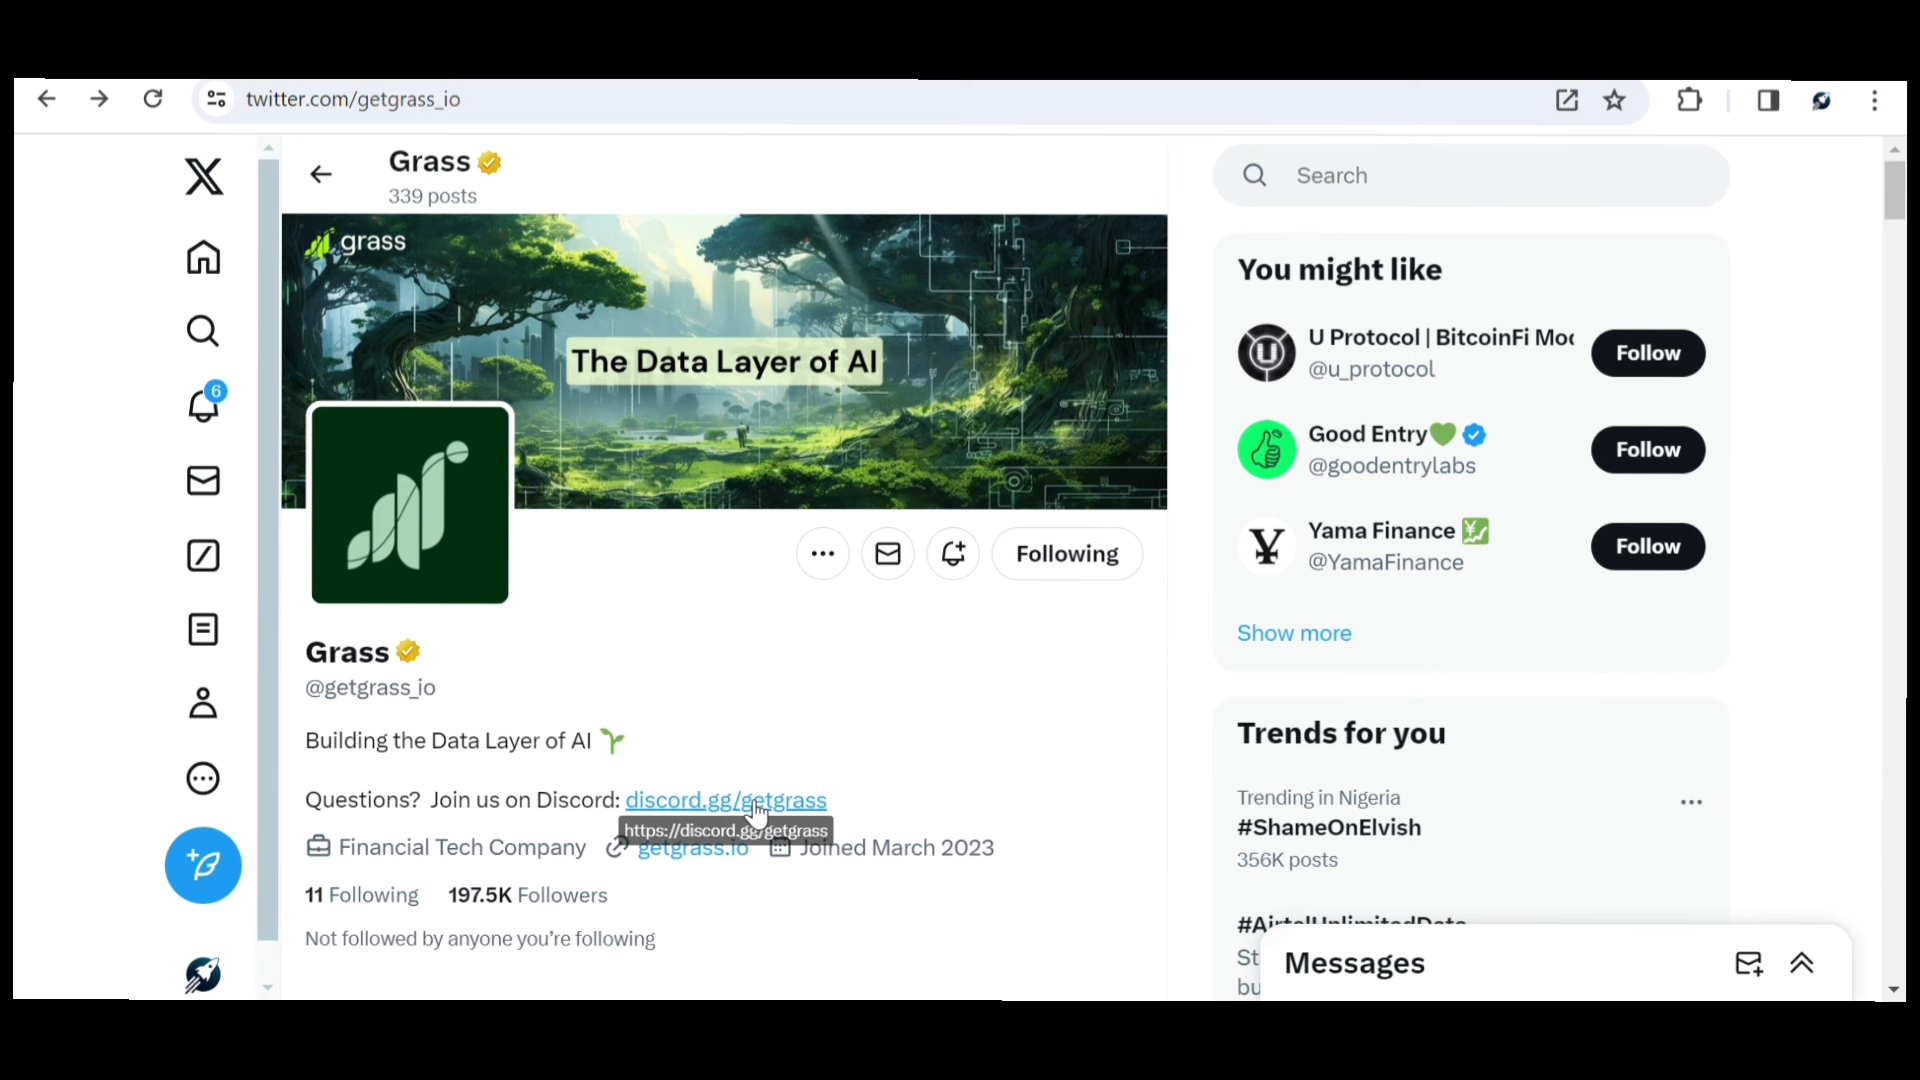 twitter.com/getgrass_io
Grass
339 posts
grass
The Data Layer of AI
Following
Grass
@getgrass_io
Building the Data Layer of AI
Questions? Join us on Discord: discord.gg/getgrass
https://discord.gg/getgrass
Financial Tech Company getgrass.io Joined March 2023
11 Following 197.5K Followers
Not followed by anyone you're following
6
Search
You might like
U Protocol | BitcoinFi Mo
@u_protocol
Follow
Good Entry
@goodentrylabs
Follow
¥
Yama Finance
@YamaFinance
Follow
Show more
Trends for you
Trending in Nigeria
#ShameOnElvish
356K posts
#AirtelUnlimitedData
St
bu
Messages